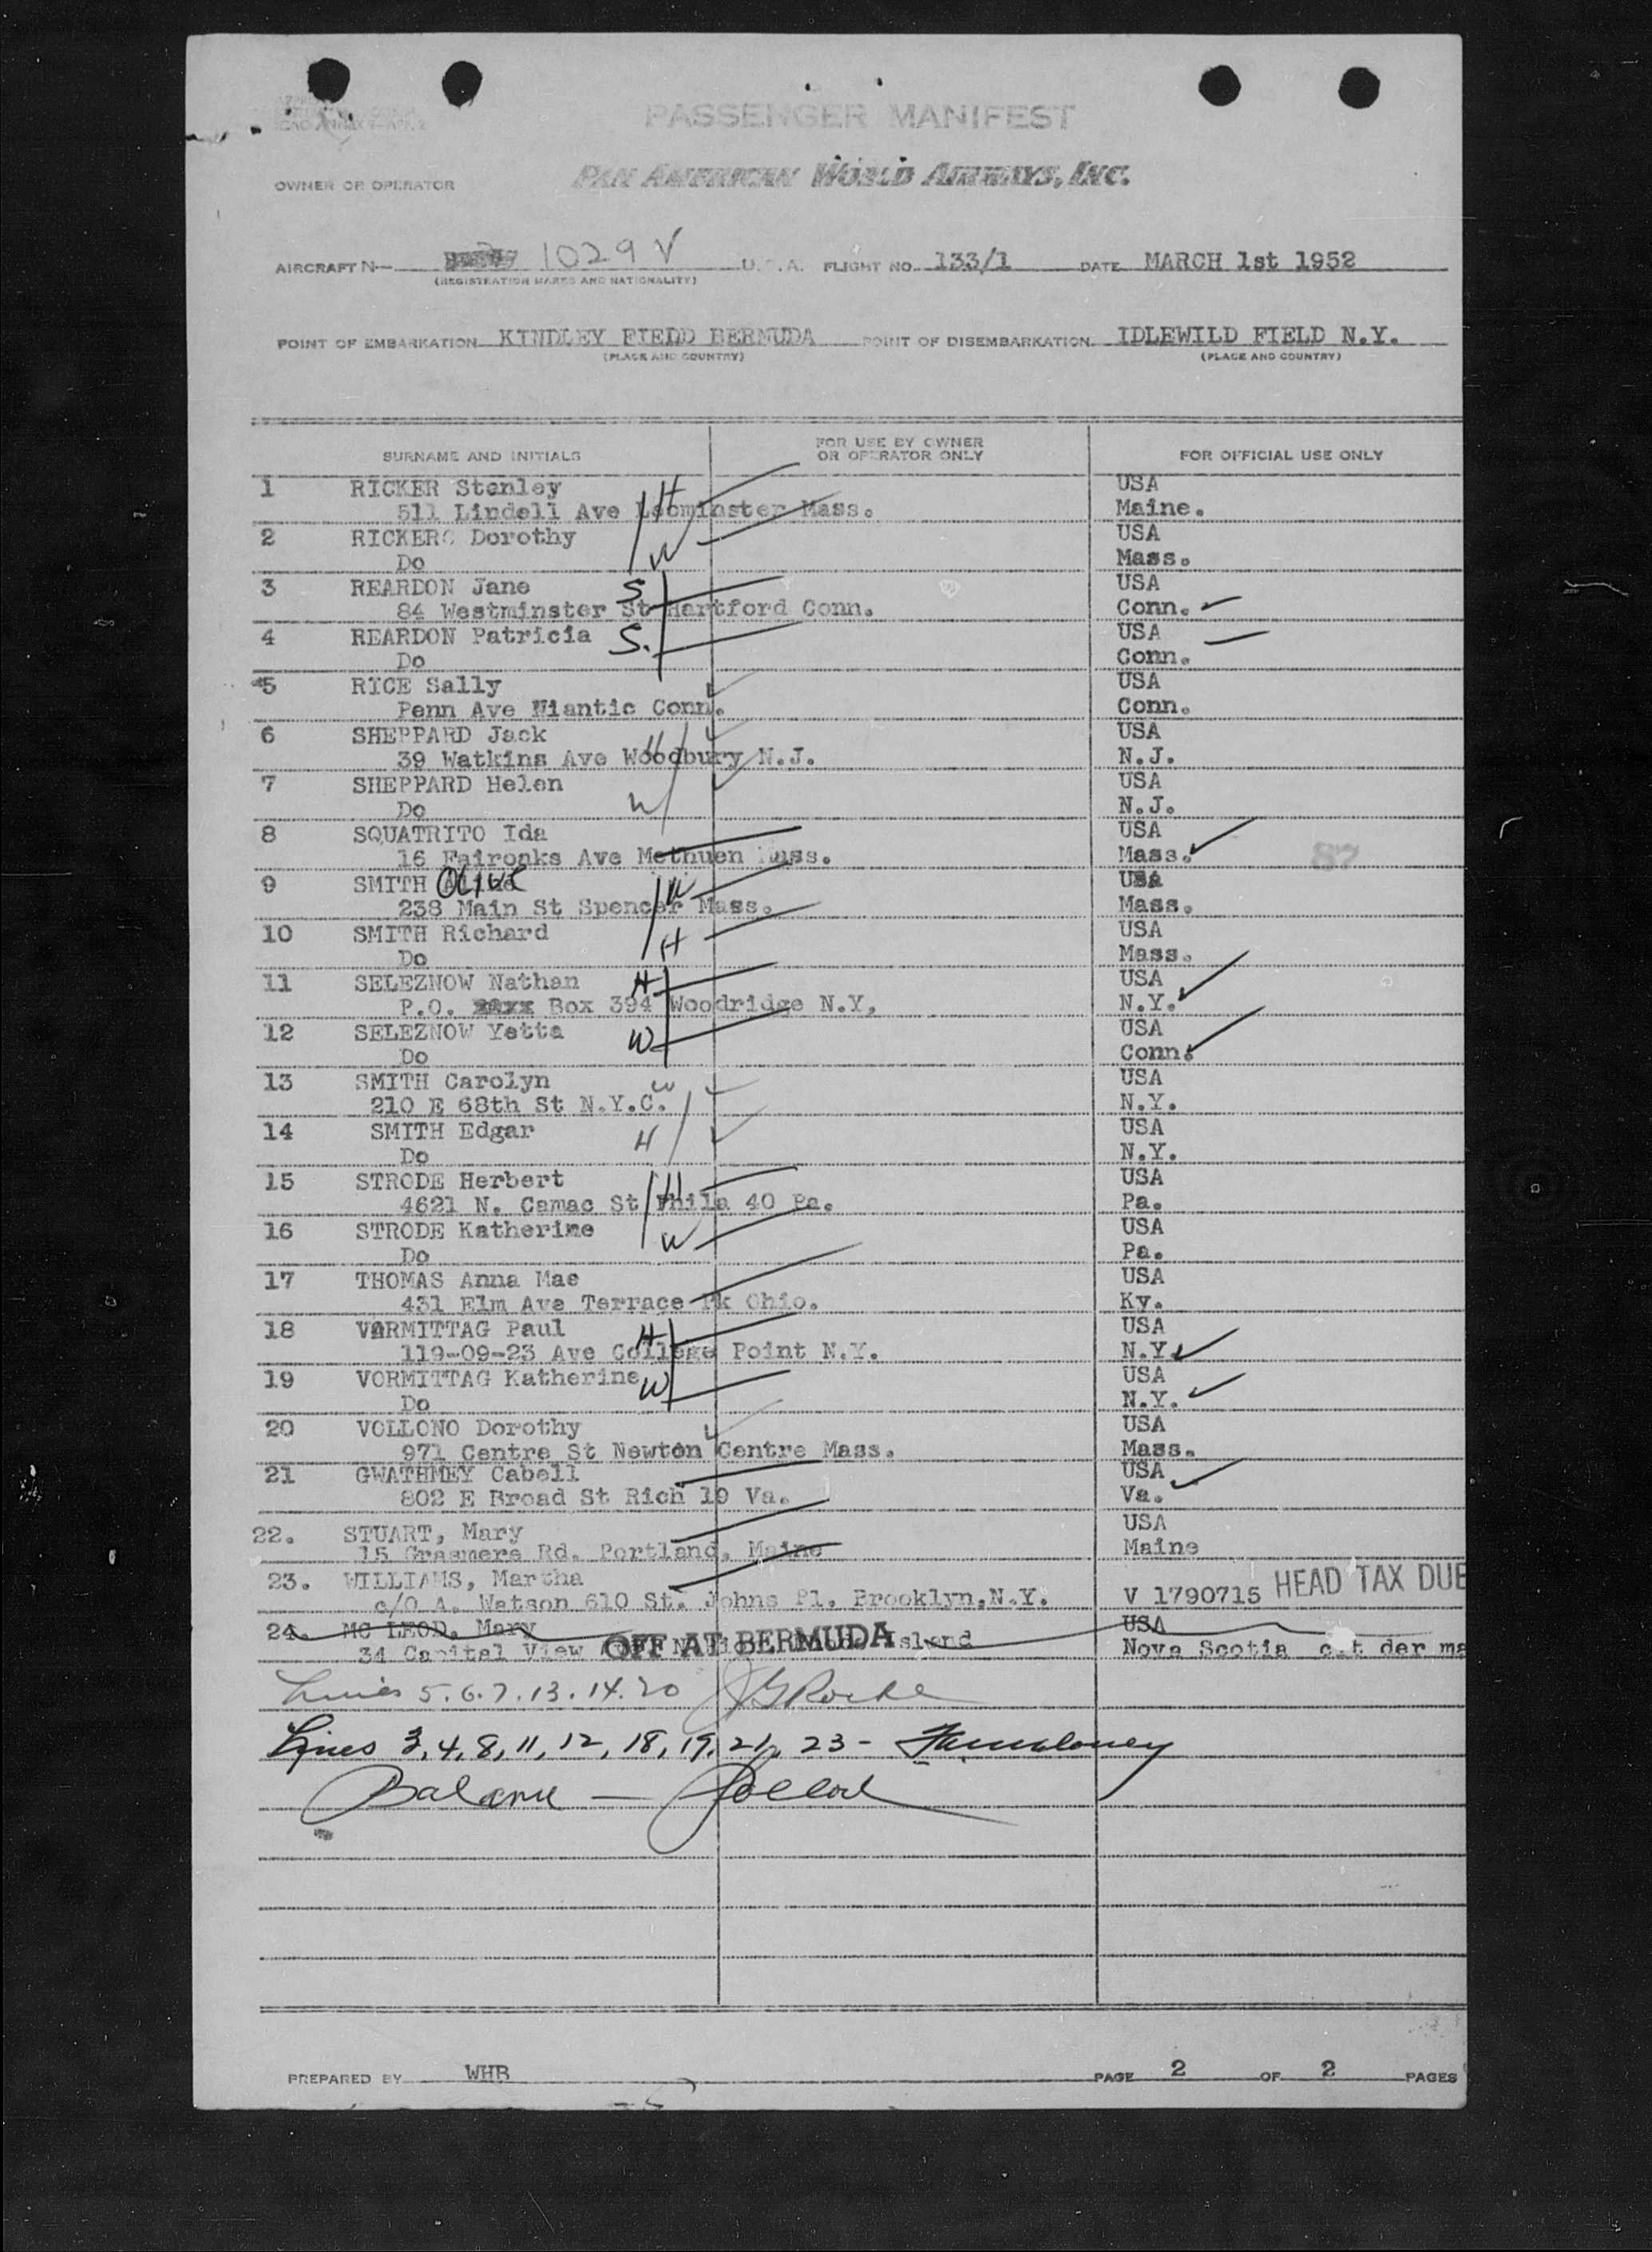 PASSENGER MANIFEST
OWNER OR OPERATOR PAN AMERICAN WORLD AIRWAYS, INC.
AIRCRAFT N— 1029V U.S.A. FLIGHT NO. 133/1 DATE MARCH 1st 1952
(REGISTRATION MARKS AND NATIONALITY)
POINT OF EMBARKATION KINDLEY FIELD BERMUDA POINT OF DISEMBARKATION IDLEWILD FIELD N.Y.
(PLACE AND COUNTRY) (PLACE AND COUNTRY)
SURNAME AND INITIALS FOR USE BY OWNER OR OPERATOR ONLY FOR OFFICIAL USE ONLY
1 RICKER Stanley H USA
511 Lindell Ave Leominster Mass. Maine.
2 RICKER Dorothy USA
Do W Mass.
3 REARDON Jane S USA
84 Westminster St Hartford Conn. Conn.
4 REARDON Patricia S. USA
Do Conn.
5 RICE Sally USA
Penn Ave Niantic Conn. Conn.
6 SHEPPARD Jack H USA
39 Watkins Ave Woodbury N.J. N.J.
7 SHEPPARD Helen USA
Do W N.J.
8 SQUATRITO Ida USA
16 Faironks Ave Methuen Mass. Mass. 87
9 SMITH OLIVE W USA
238 Main St Spencer Mass. Mass.
10 SMITH Richard USA
Do H Mass.
11 SELEZNOW Nathan H USA
P.O. Box 394 Woodridge N.Y. N.Y.
12 SELEZNOW Yetta W USA
Do Conn.
13 SMITH Carolyn W USA
210 E 68th St N.Y.C. N.Y.
14 SMITH Edgar H USA
Do N.Y.
15 STRODE Herbert H USA
4621 N. Camac St Phila 40 Pa. Pa.
16 STRODE Katherine W USA
Do Pa.
17 THOMAS Anna Mae USA
431 Elm Ave Terrace Pk Ohio. Ky.
18 VORMITTAG Paul H USA
119-09-23 Ave College Point N.Y. N.Y.
19 VORMITTAG Katherine W USA
Do N.Y.
20 VOLLONO Dorothy USA
971 Centre St Newton Centre Mass. Mass.
21 GWATHMEY Cabell USA
802 E Broad St Rich 19 Va. Va.
22. STUART, Mary USA
15 Grasmere Rd. Portland, Maine Maine
23. WILLIAMS, Martha HEAD TAX DUE
c/O A. Watson 610 St. Johns Pl. Brooklyn,N.Y. V 1790715
24. MC LEOD, Mary OFF AT BERMUDA USA
34 Capital View Island Nova Scotia
Lines 5.6.7.13.14.20 JG Roche
Lines 3,4,8,11,12,18,19,21,23 -
Balance —
PREPARED BY WHB PAGE 2 OF 2 PAGES